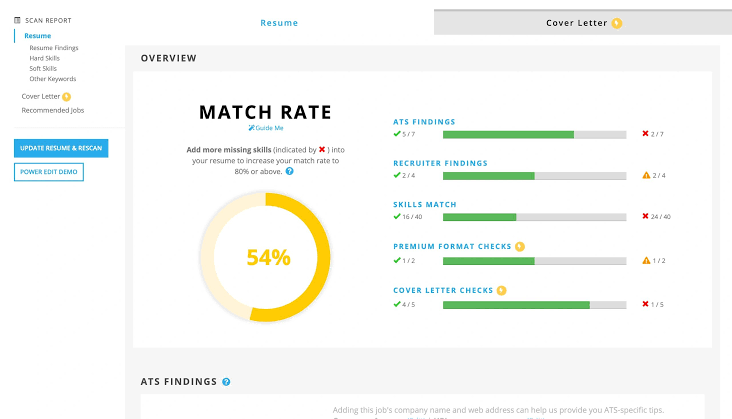 SCAN REPORT
Resume
Resume Findings
Hard Skills
Soft Skills
Other Keywords
Cover Letter
Recommended Jobs
UPDATE RESUME & RESCAN
POWER EDIT DEMO
Resume
Cover Letter
OVERVIEW
MATCH RATE
Guide Me
Add more missing skills (indicated by ✖ ) into
your resume to increase your match rate to
80% or above. ?
54%
ATS FINDINGS
5 / 7
2 / 7
RECRUITER FINDINGS
2 / 4
2 / 4
SKILLS MATCH
16 / 40
24 / 40
PREMIUM FORMAT CHECKS
1 / 2
1 / 2
COVER LETTER CHECKS
4 / 5
1 / 5
ATS FINDINGS ?
Adding this job's company name and web address can help us provide you ATS-specific tips.